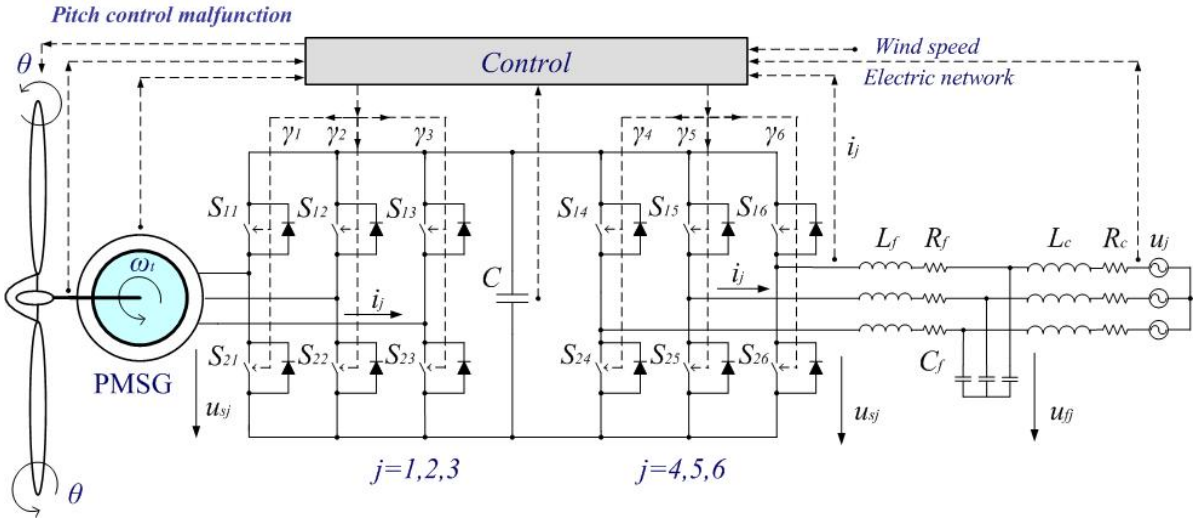 Pitch control malfunction
θ
Control
Wind speed
Electric network
γ1 γ2 γ3
γ4 γ5 γ6
ij
S11 S12 S13
S14 S15 S16
Lf Rf Lc Rc uj
ωt
C
ij
ij
S21 S22 S23
S24 S25 S26
Cf
PMSG
usj
usj
ufj
j=1,2,3
j=4,5,6
θ